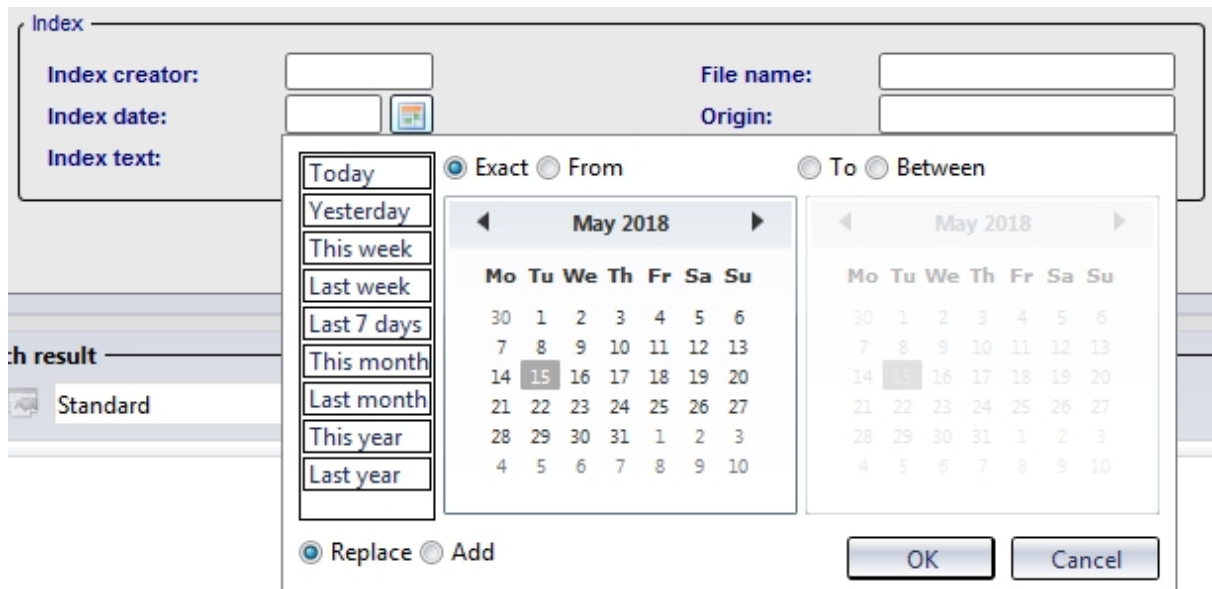 Index
Index creator:
File name:
Index date:
Origin:
Index text:
Today
Yesterday
This week
Last week
Last 7 days
This month
Last month
This year
Last year
Exact From
To Between
May 2018
Mo Tu We Th Fr Sa Su
30 1 2 3 4 5 6
7 8 9 10 11 12 13
14 15 16 17 18 19 20
21 22 23 24 25 26 27
28 29 30 31 1 2 3
4 5 6 7 8 9 10
May 2018
Mo Tu We Th Fr Sa Su
30 1 2 3 4 5 6
7 8 9 10 11 12 13
14 15 16 17 18 19 20
21 22 23 24 25 26 27
28 29 30 31 1 2 3
4 5 6 7 8 9 10
ch result
Standard
Replace Add
OK Cancel